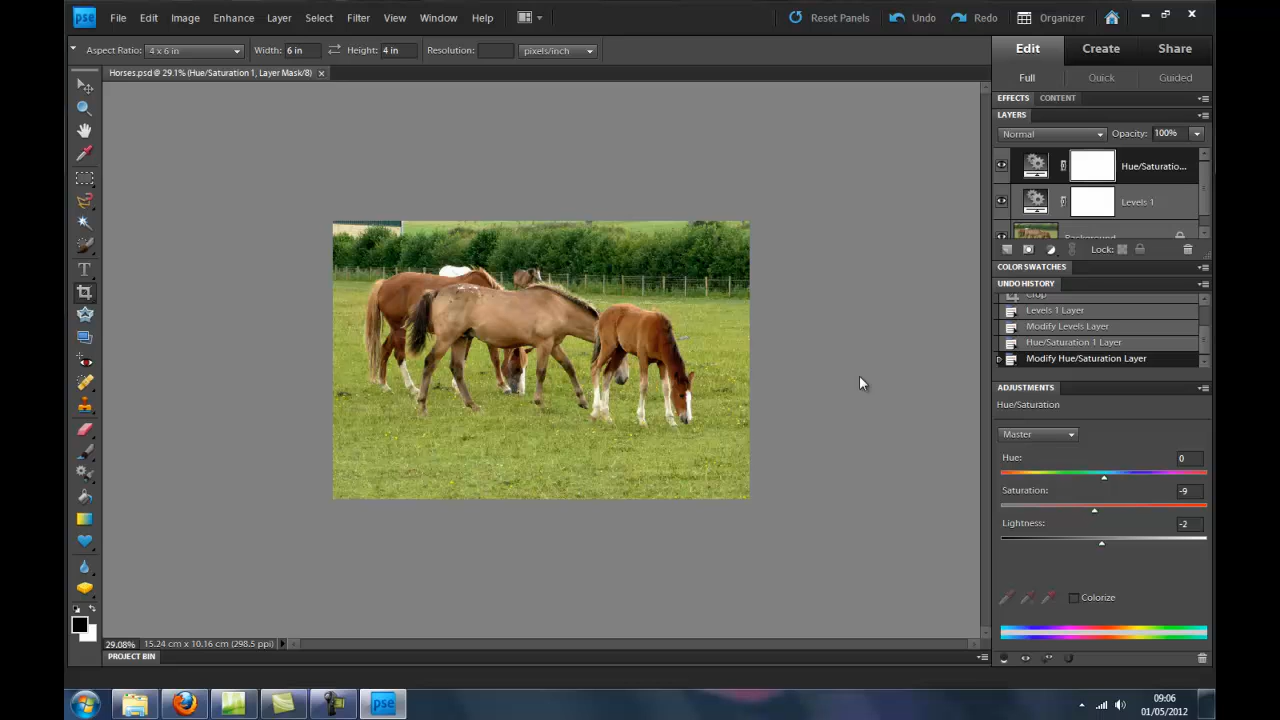 pse File Edit Image Enhance Layer Select Filter View Window Help Reset Panels Undo Redo Organizer
Aspect Ratio: 4 x 6 in Width: 6 in Height: 4 in Resolution: pixels/inch
Edit Create Share
Horses.psd @ 29.1% (Hue/Saturation 1, Layer Mask/8)
Full Quick Guided
EFFECTS CONTENT
LAYERS
Normal Opacity: 100%
Hue/Saturatio...
Levels 1
Background
Lock:
COLOR SWATCHES
UNDO HISTORY
Crop
Levels 1 Layer
Modify Levels Layer
Hue/Saturation 1 Layer
Modify Hue/Saturation Layer
ADJUSTMENTS
Hue/Saturation
Master
Hue: 0
Saturation: -9
Lightness: -2
Colorize
29.08% 15.24 cm x 10.16 cm (298.5 ppi)
PROJECT BIN
pse
09:06
01/05/2012